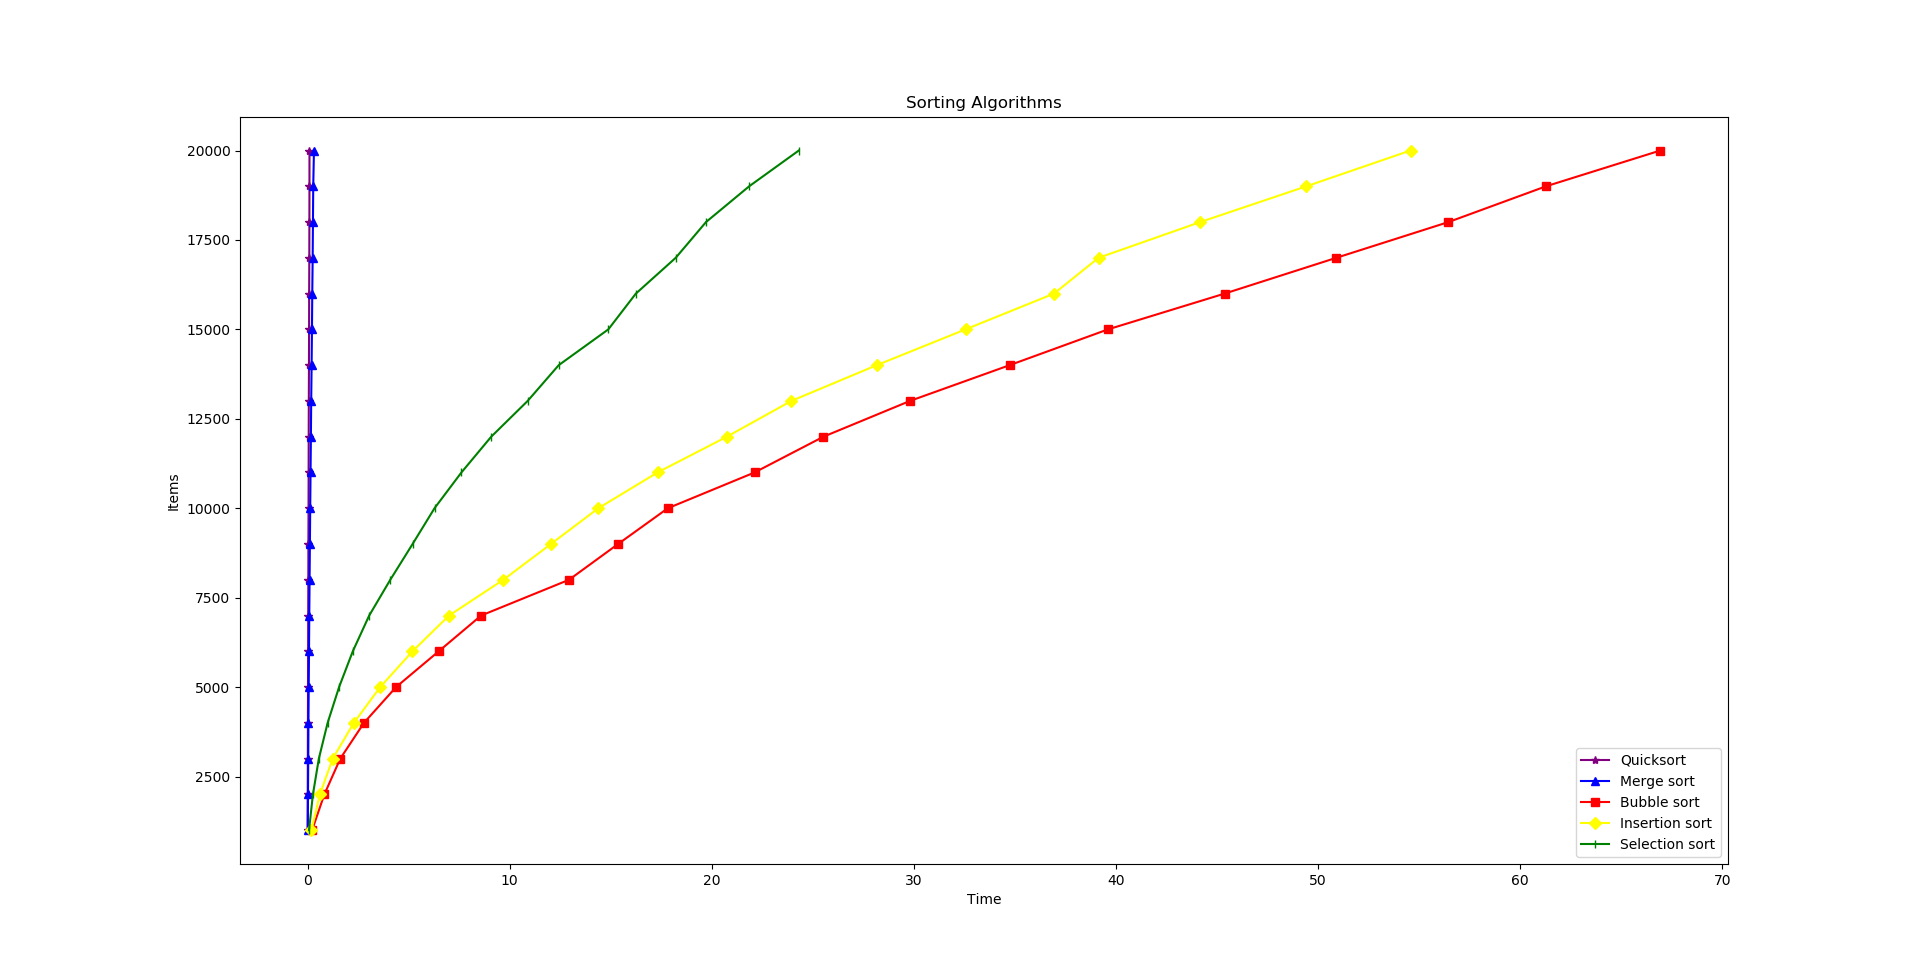 Sorting Algorithms
20000
17500
15000
12500
10000
7500
5000
2500
Items
0 10 20 30 40 50 60 70
Time
Quicksort
Merge sort
Bubble sort
Insertion sort
Selection sort